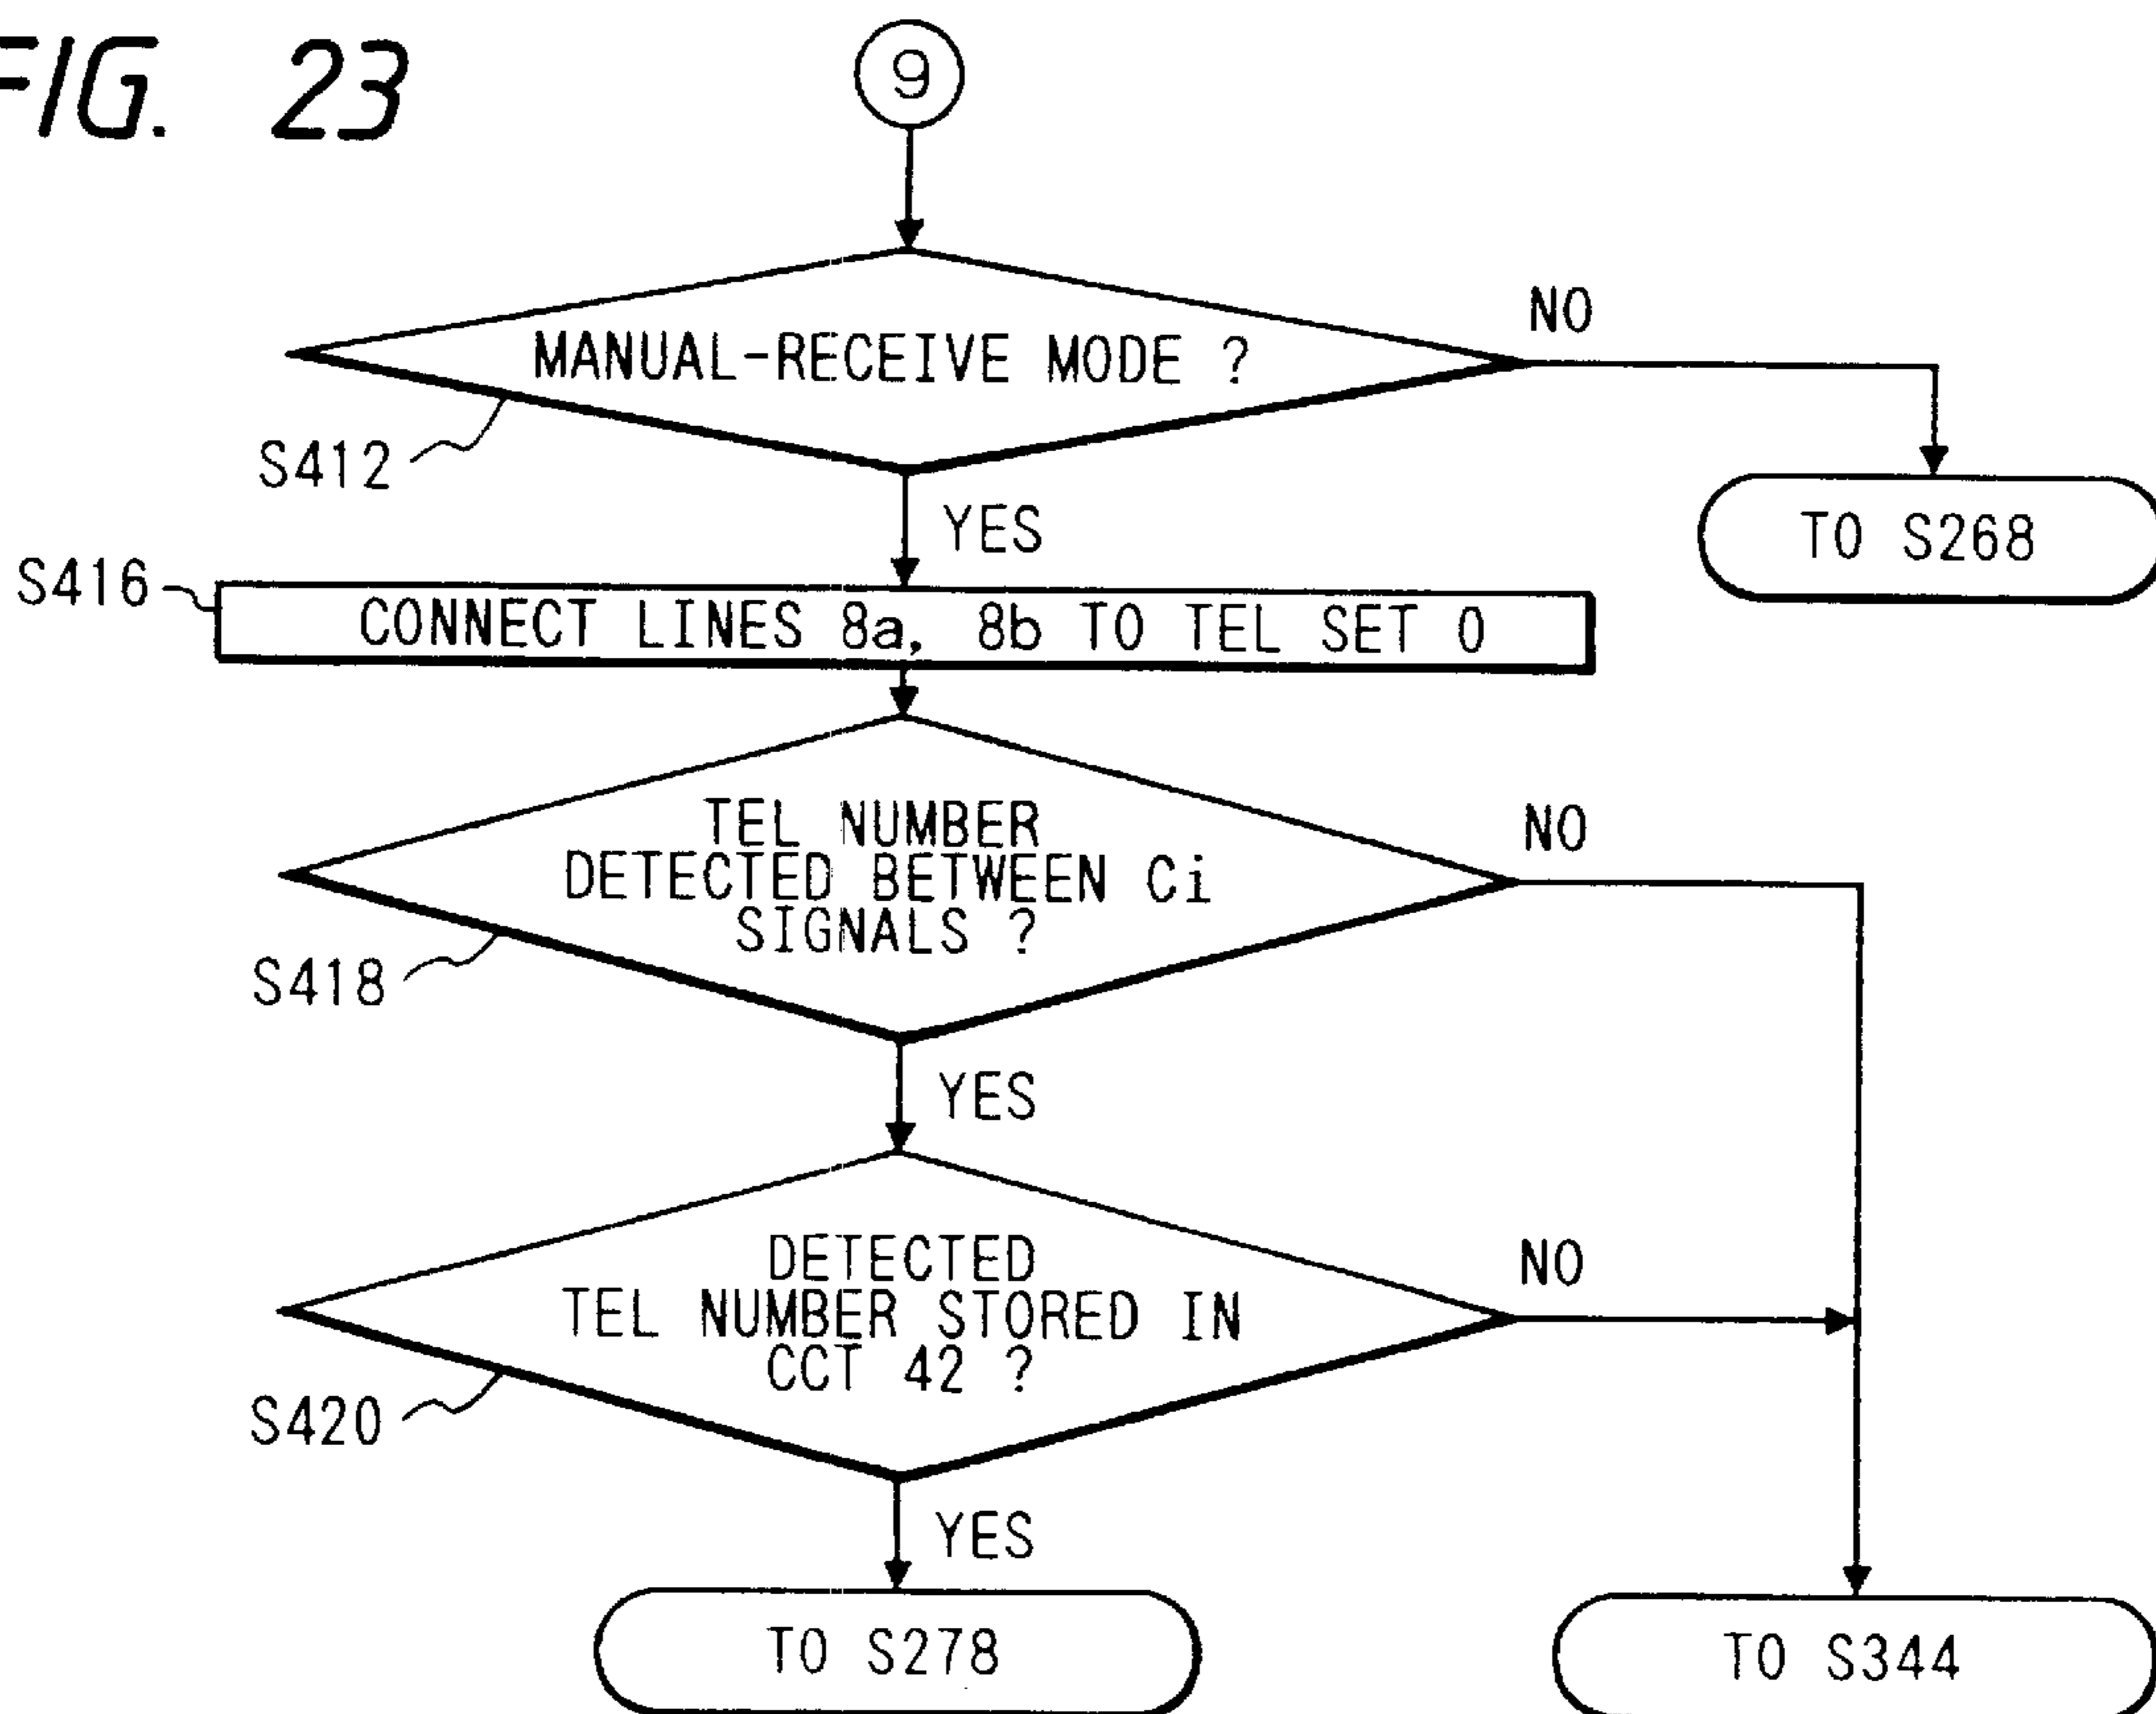 FIG. 23
9
MANUAL-RECEIVE MODE ?
NO
S412
YES
TO S268
S416
CONNECT LINES 8a, 8b TO TEL SET 0
TEL NUMBER
DETECTED BETWEEN Ci
SIGNALS ?
NO
S418
YES
DETECTED
TEL NUMBER STORED IN
CCT 42 ?
NO
S420
YES
TO S278
TO S344